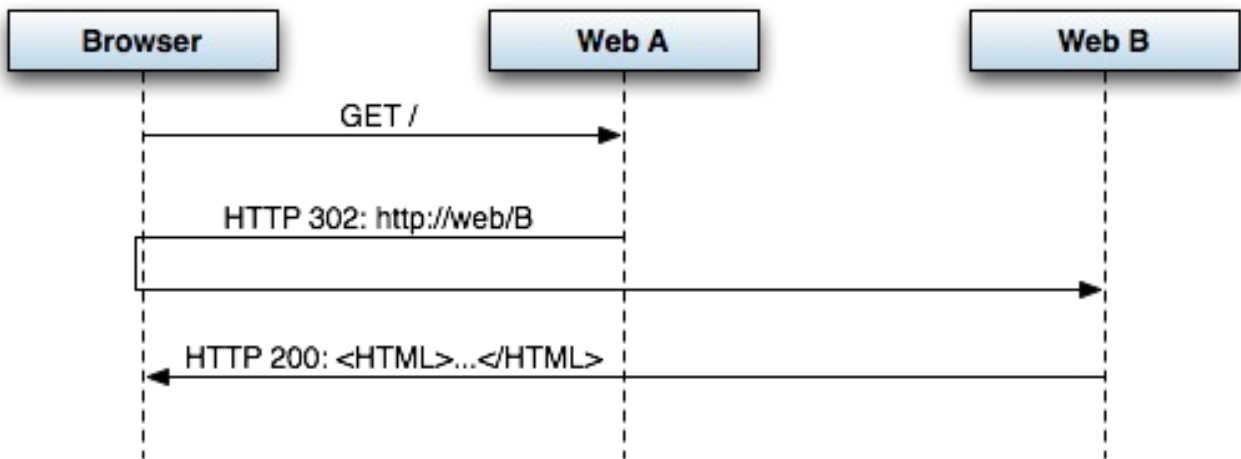 Browser
Web A
Web B
GET /
HTTP 302: http://web/B
HTTP 200: <HTML>...</HTML>